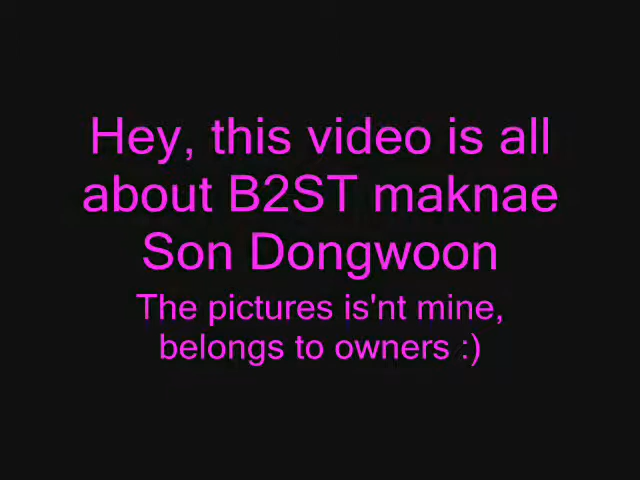 Hey, this video is all
about B2ST maknae
Son Dongwoon
The pictures is'nt mine,
belongs to owners :)